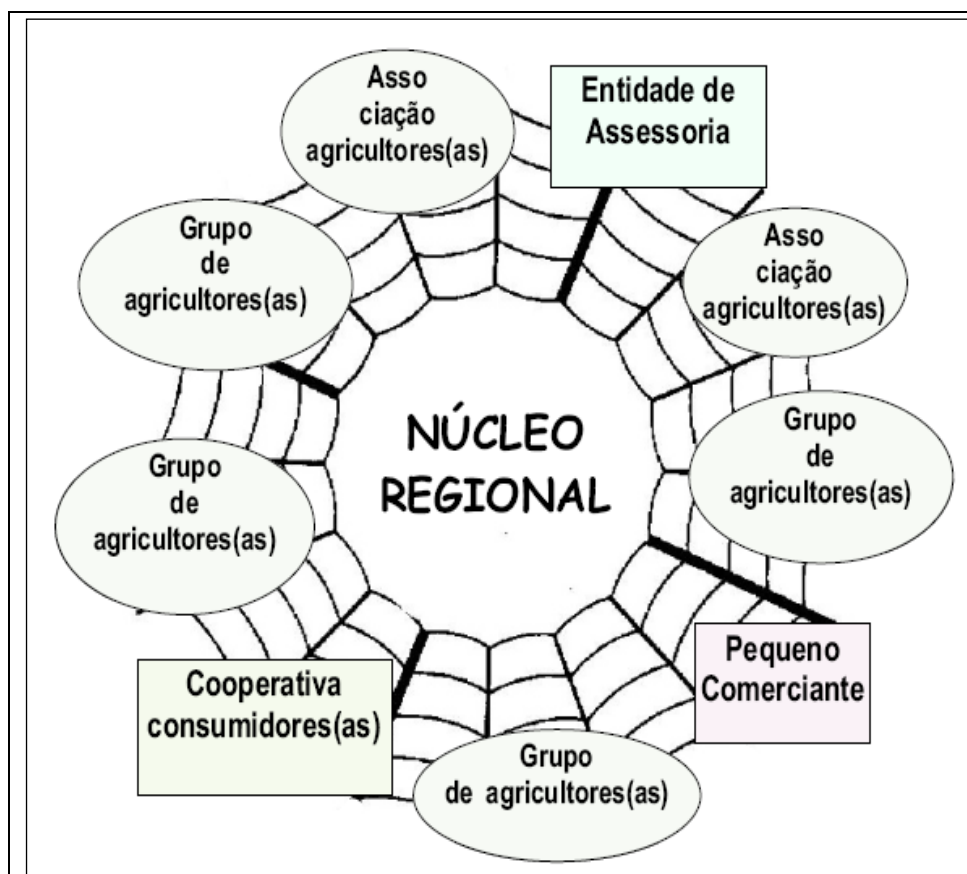 Asso
ciação
agricultores(as)
Entidade de
Assessoria
Grupo
de
agricultores(as)
Asso
ciação
agricultores(as)
NÚCLEO
REGIONAL
Grupo
de
agricultores(as)
Grupo
de
agricultores(as)
Cooperativa
consumidores(as)
Pequeno
Comerciante
Grupo
de agricultores(as)